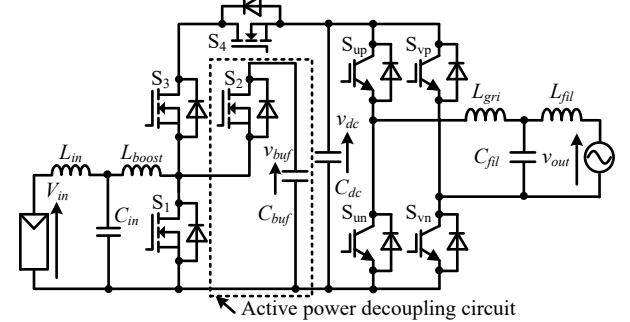 S4
Sup
Svp
S3
S2
Lgri
Lfil
vdc
vbuf
Lin
Lboost
Cfil
vout
Vin
S1
Cdc
Cin
Cbuf
Sun
Svn
Active power decoupling circuit